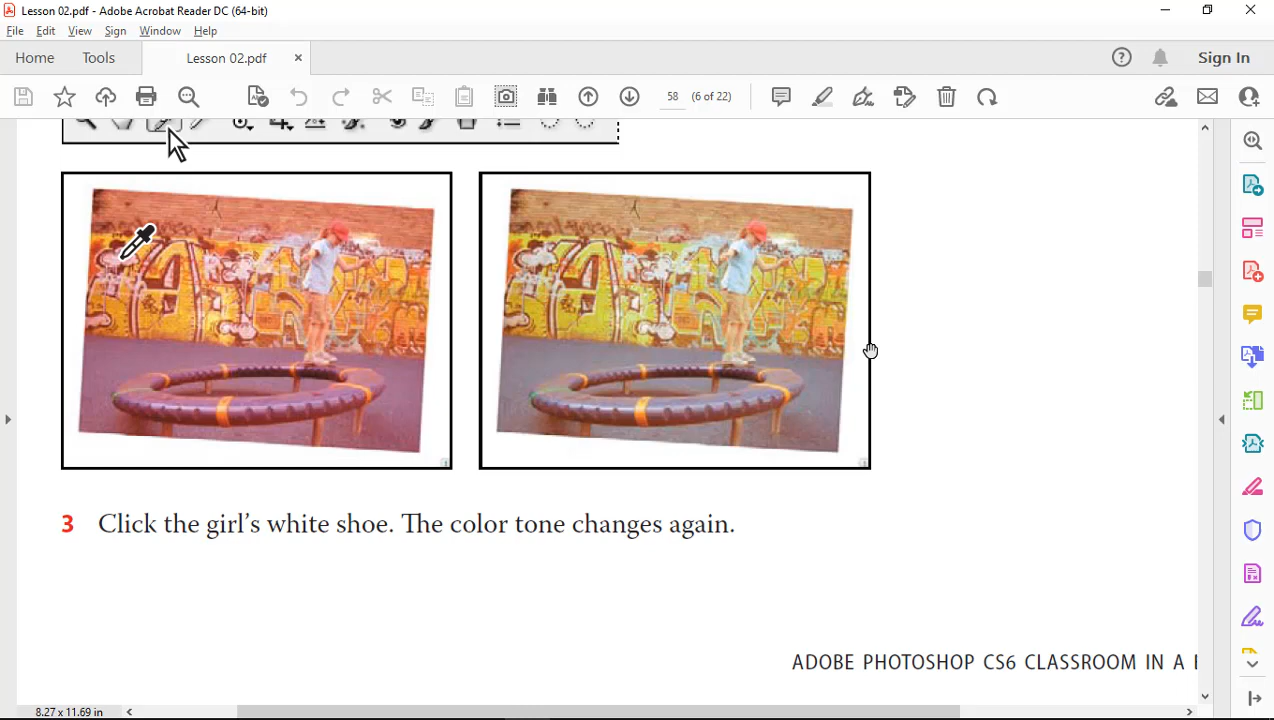 Lesson 02.pdf - Adobe Acrobat Reader DC (64-bit)
File Edit View Sign Window Help
Home Tools Lesson 02.pdf × Sign In
58 (6 of 22)
3 Click the girl's white shoe. The color tone changes again.
ADOBE PHOTOSHOP CS6 CLASSROOM IN A
8.27 x 11.69 in